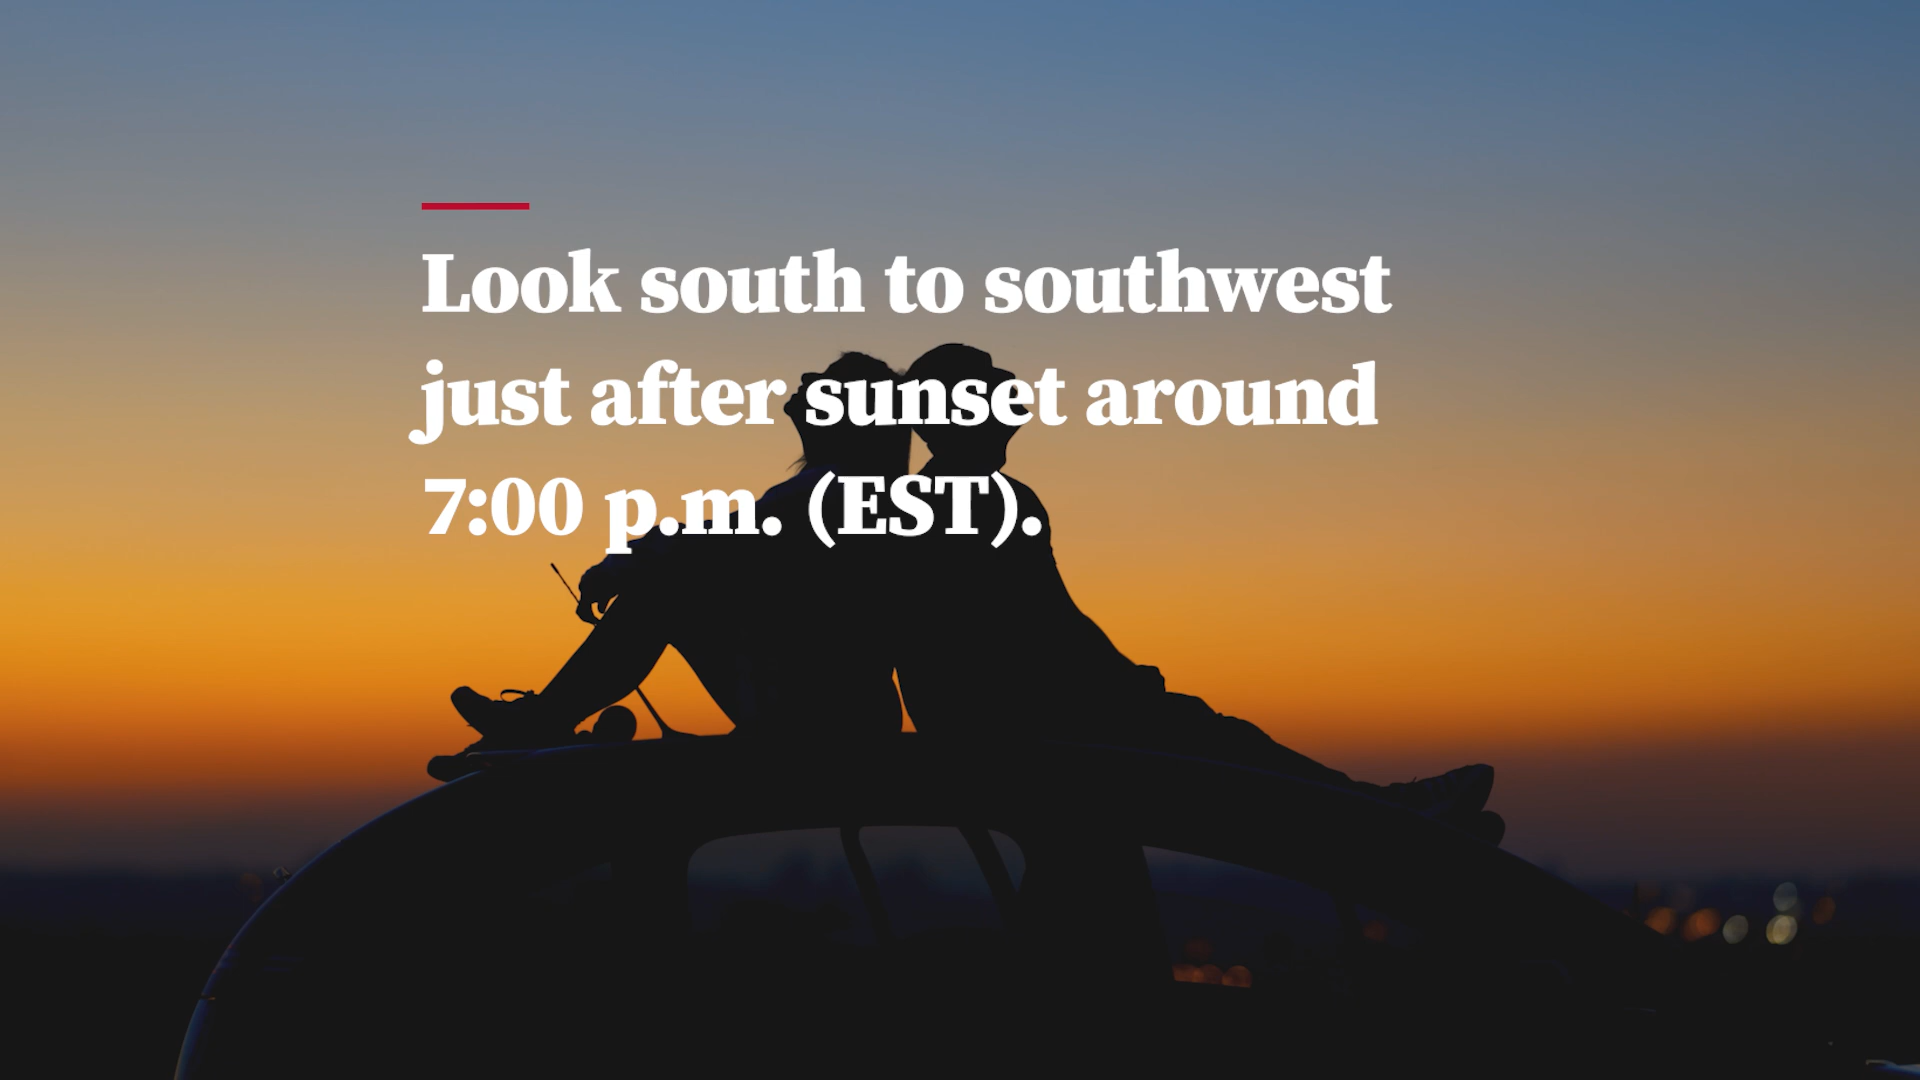 Look south to southwest
just after sunset around
7:00 p.m. (EST).